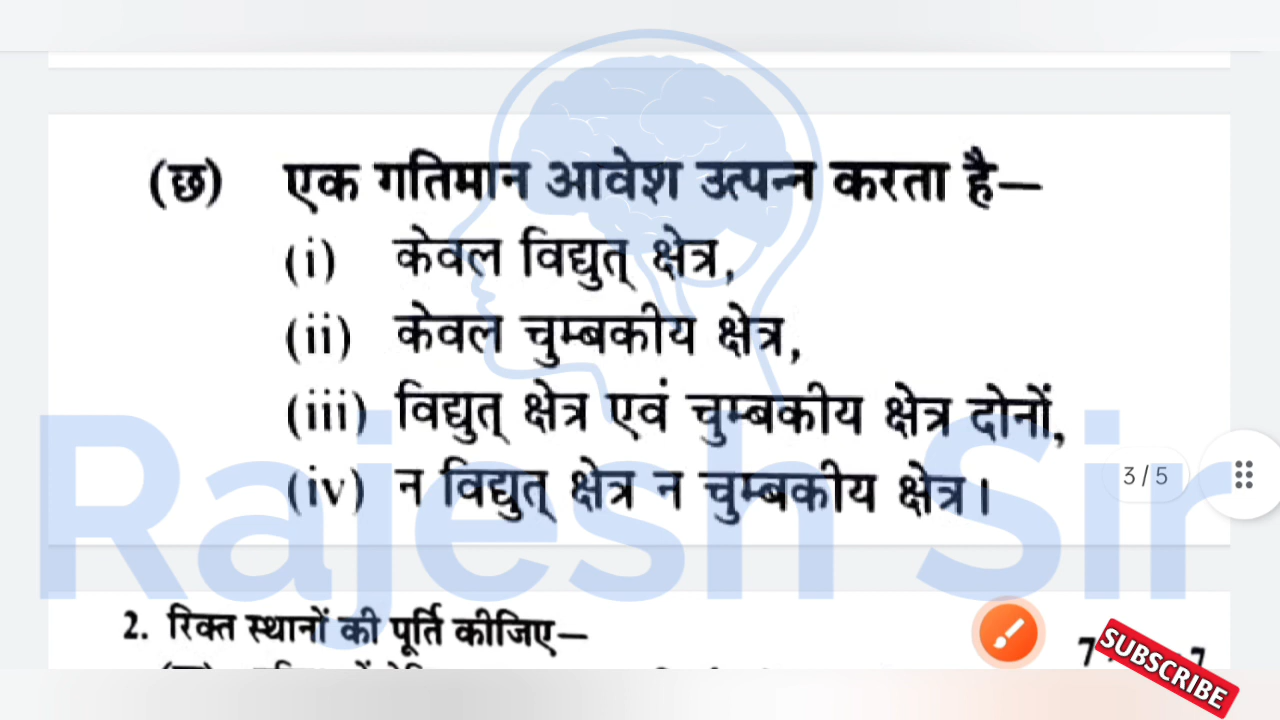 (छ) एक गतिमान आवेश उत्पन्न करता है—
(i) केवल विद्युत् क्षेत्र,
(ii) केवल चुम्बकीय क्षेत्र,
(iii) विद्युत् क्षेत्र एवं चुम्बकीय क्षेत्र दोनों,
(iv) न विद्युत् क्षेत्र न चुम्बकीय क्षेत्र।
Rajesh Sir
3 / 5
2. रिक्त स्थानों की पूर्ति कीजिए—
SUBSCRIBE